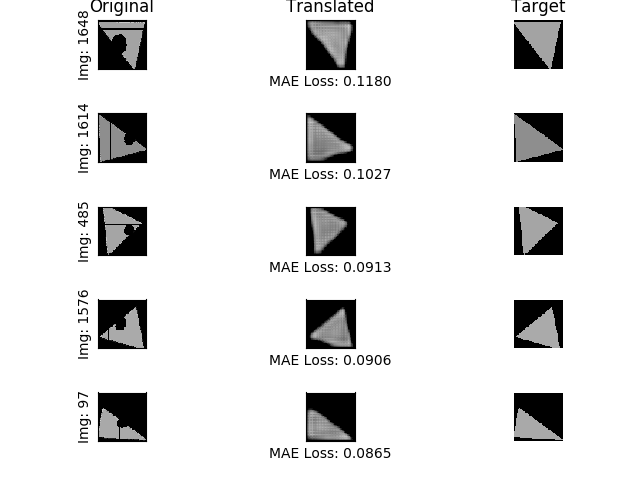 Original Translated Target
Img: 1648
MAE Loss: 0.1180
Img: 1614
MAE Loss: 0.1027
Img: 485
MAE Loss: 0.0913
Img: 1576
MAE Loss: 0.0906
Img: 97
MAE Loss: 0.0865